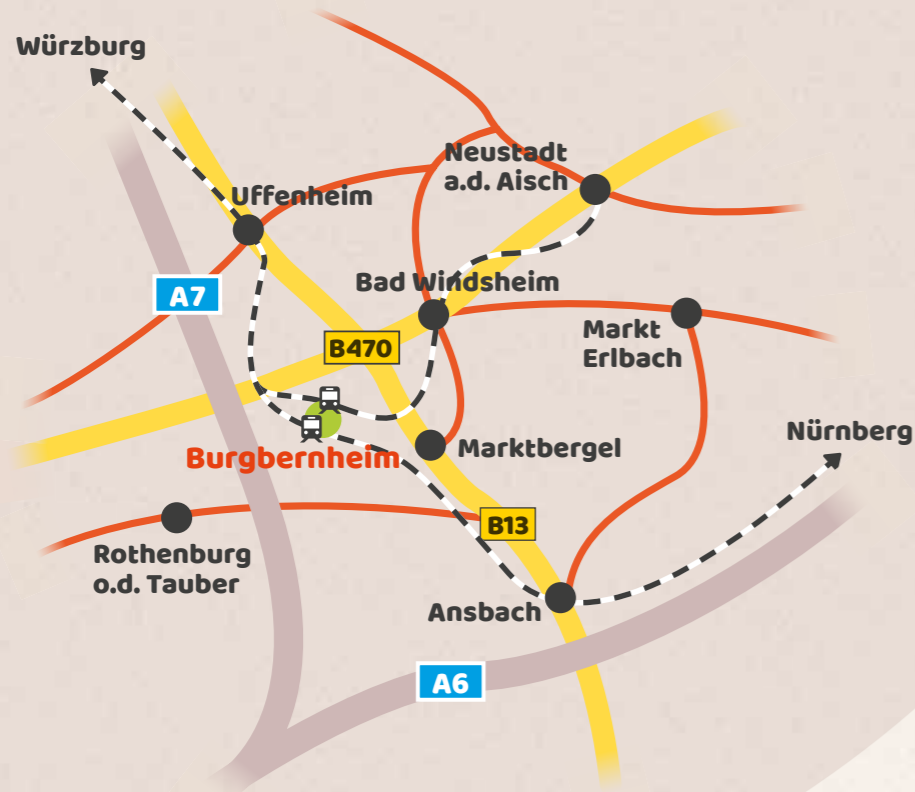 Würzburg
Neustadt
a.d. Aisch
Uffenheim
Bad Windsheim
A7
Markt
Erlbach
B470
Nürnberg
Marktbergel
Burgbernheim
B13
Rothenburg
o.d. Tauber
Ansbach
A6